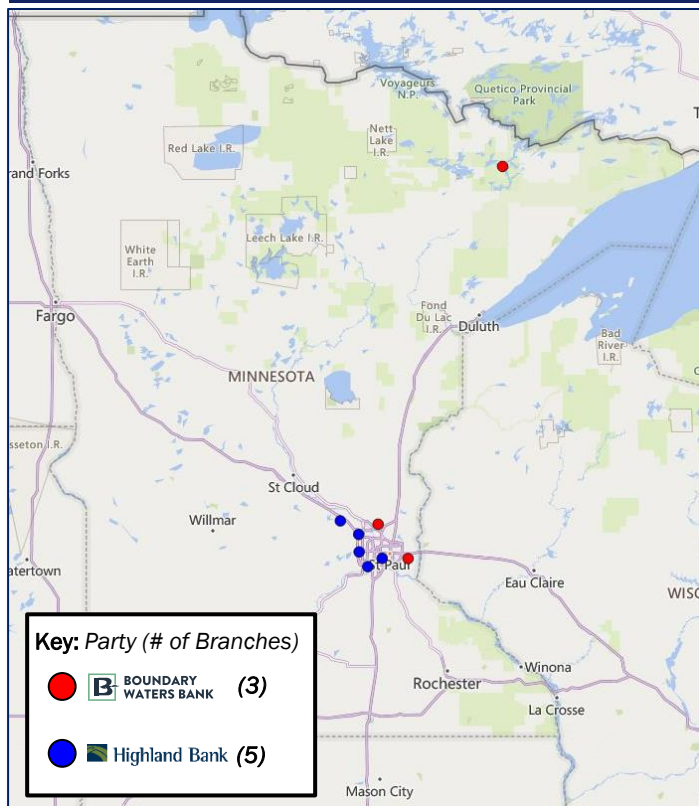 Voyageurs
N.P.
Quetico Provincial
Park
T
Nett
Lake
I.R.
Red Lake I.R.
rand Forks
White
Earth
I.R.
Leech Lake I.R.
Fargo
Fond
Du Lac
I.R.
Duluth
Bad
River
I.R.
MINNESOTA
sseton I.R.
St Cloud
Willmar
St Paul
atertown
Eau Claire
WISC
Key: Party (# of Branches)
B BOUNDARY
WATERS BANK (3)
Highland Bank (5)
Rochester
Winona
La Crosse
Mason City